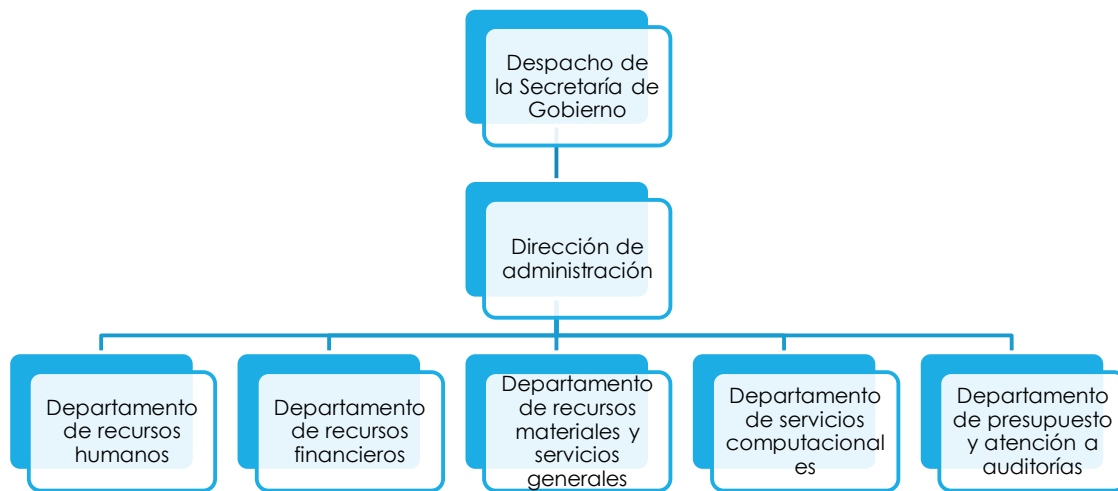 Despacho de
la Secretaría de
Gobierno
Dirección de
administración
Departamento
de recursos
humanos
Departamento
de recursos
financieros
Departamento
de recursos
materiales y
servicios
generales
Departamento
de servicios
computacional
es
Departamento
de presupuesto
y atención a
auditorías